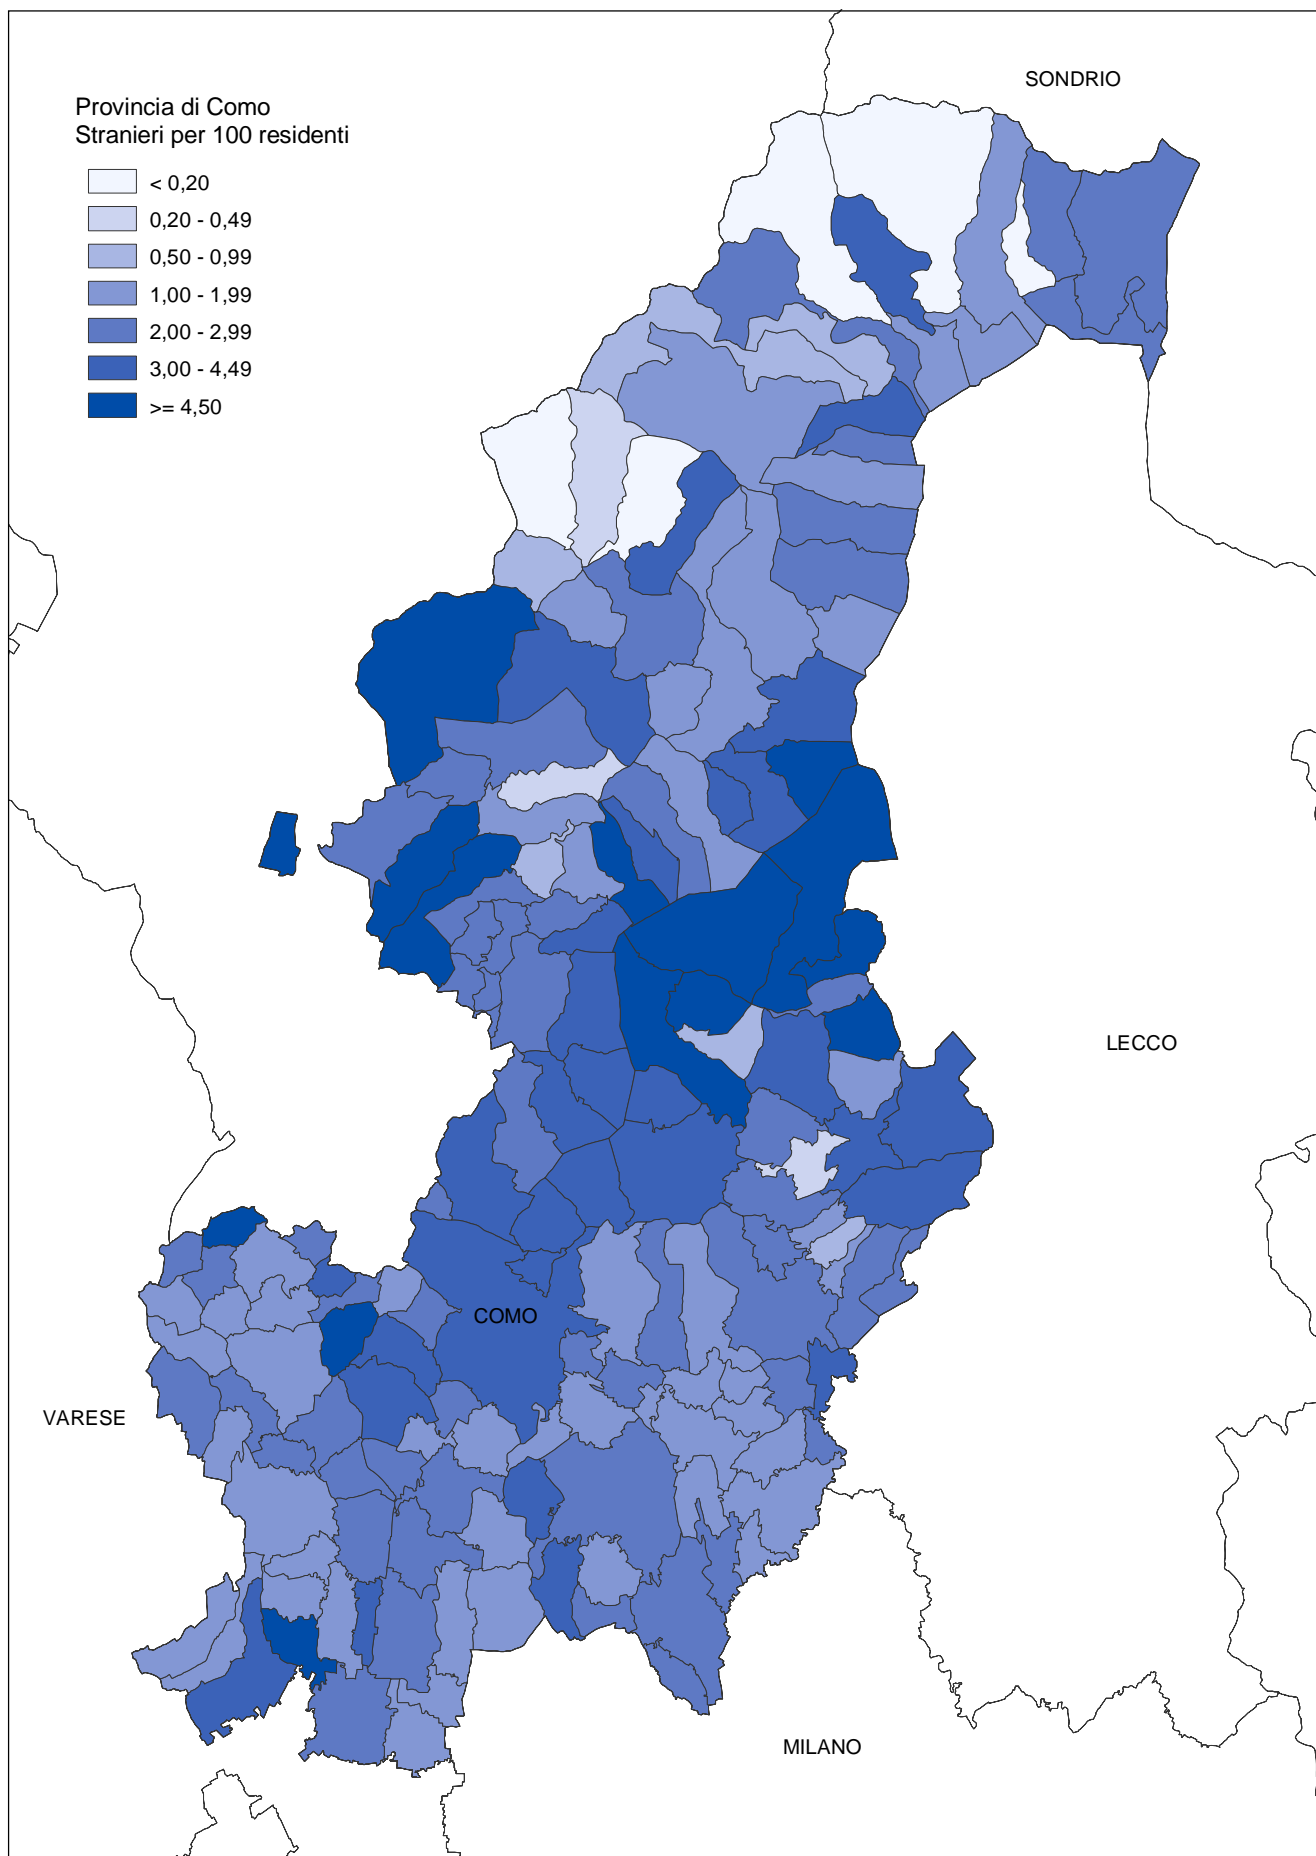 SONDRIO
Provincia di Como
Stranieri per 100 residenti
< 0,20
0,20 - 0,49
0,50 - 0,99
1,00 - 1,99
2,00 - 2,99
3,00 - 4,49
>= 4,50
LECCO
COMO
VARESE
MILANO